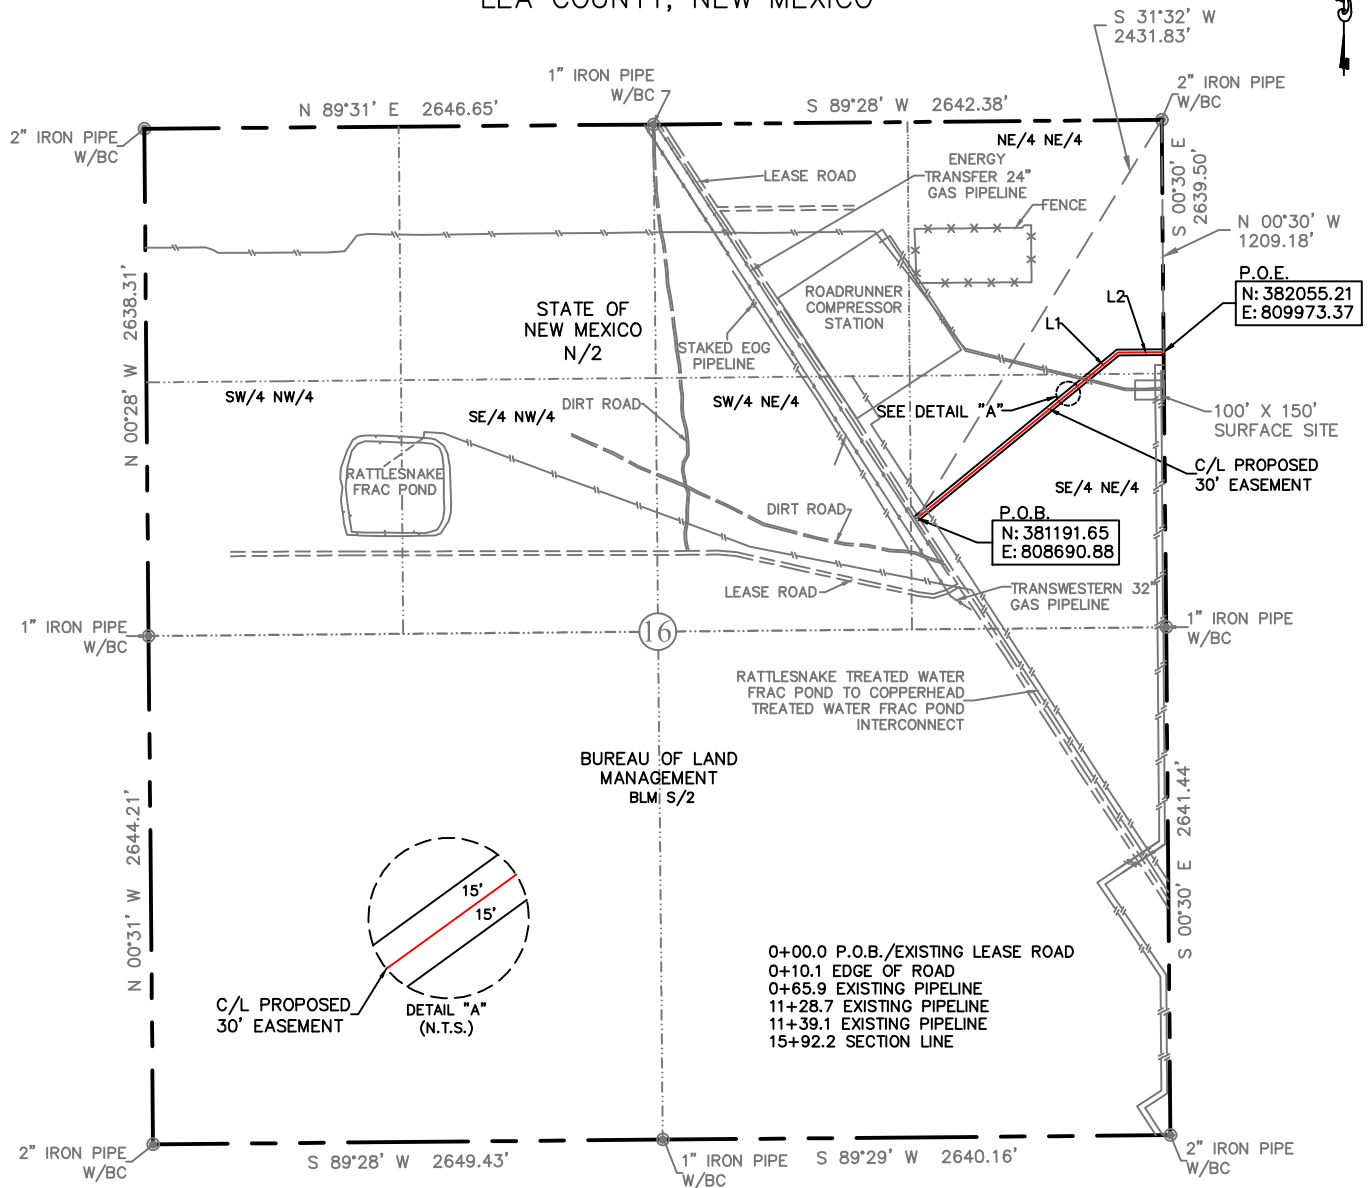 LEA COUNTY, NEW MEXICO
S 31°32' W
2431.83'
1" IRON PIPE
W/BC
2" IRON PIPE
W/BC
N 89°31' E 2646.65'
S 89°28' W 2642.38'
2" IRON PIPE
W/BC
NE/4 NE/4
ENERGY
TRANSFER 24"
GAS PIPELINE
LEASE ROAD
FENCE
S 00°30' E
2639.50'
N 00°30' W
1209.18'
P.O.E.
N: 382055.21
E: 809973.37
L2
L1
ROADRUNNER
COMPRESSOR
STATION
STATE OF
NEW MEXICO
N/2
STAKED EOG
PIPELINE
N 00°28' W 2638.31'
SW/4 NW/4
SE/4 NW/4
DIRT ROAD
SW/4 NE/4
SEE DETAIL "A"
100' X 150'
SURFACE SITE
C/L PROPOSED
30' EASEMENT
SE/4 NE/4
RATTLESNAKE
FRAC POND
DIRT ROAD
P.O.B.
N: 381191.65
E: 808690.88
LEASE ROAD
TRANSWESTERN 32"
GAS PIPELINE
1" IRON PIPE
W/BC
16
1" IRON PIPE
W/BC
RATTLESNAKE TREATED WATER
FRAC POND TO COPPERHEAD
TREATED WATER FRAC POND
INTERCONNECT
BUREAU OF LAND
MANAGEMENT
BLM S/2
N 00°31' W 2644.21'
S 00°30' E 2641.44'
15'
15'
C/L PROPOSED
30' EASEMENT
DETAIL "A"
(N.T.S.)
0+00.0 P.O.B./EXISTING LEASE ROAD
0+10.1 EDGE OF ROAD
0+65.9 EXISTING PIPELINE
11+28.7 EXISTING PIPELINE
11+39.1 EXISTING PIPELINE
15+92.2 SECTION LINE
2" IRON PIPE
W/BC
S 89°28' W 2649.43'
1" IRON PIPE
W/BC
S 89°29' W 2640.16'
2" IRON PIPE
W/BC